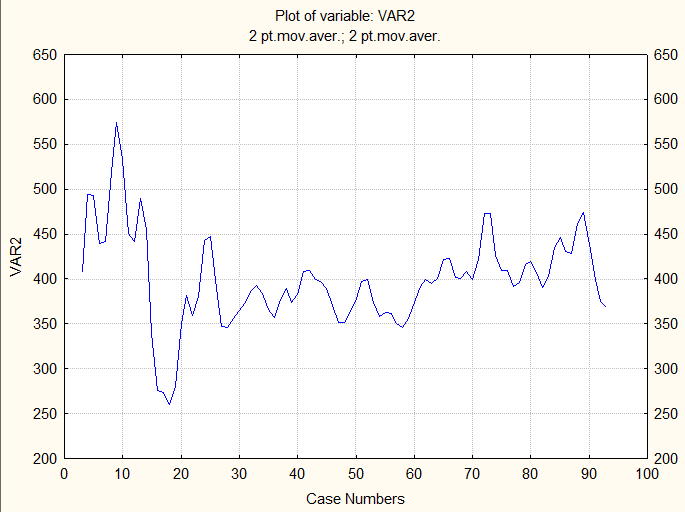 Plot of variable: VAR2
2 pt.mov.aver.; 2 pt.mov.aver.
650 650
600 600
550 550
500 500
450 450
400 400
350 350
300 300
250 250
200 200
VAR2
0 10 20 30 40 50 60 70 80 90 100
Case Numbers